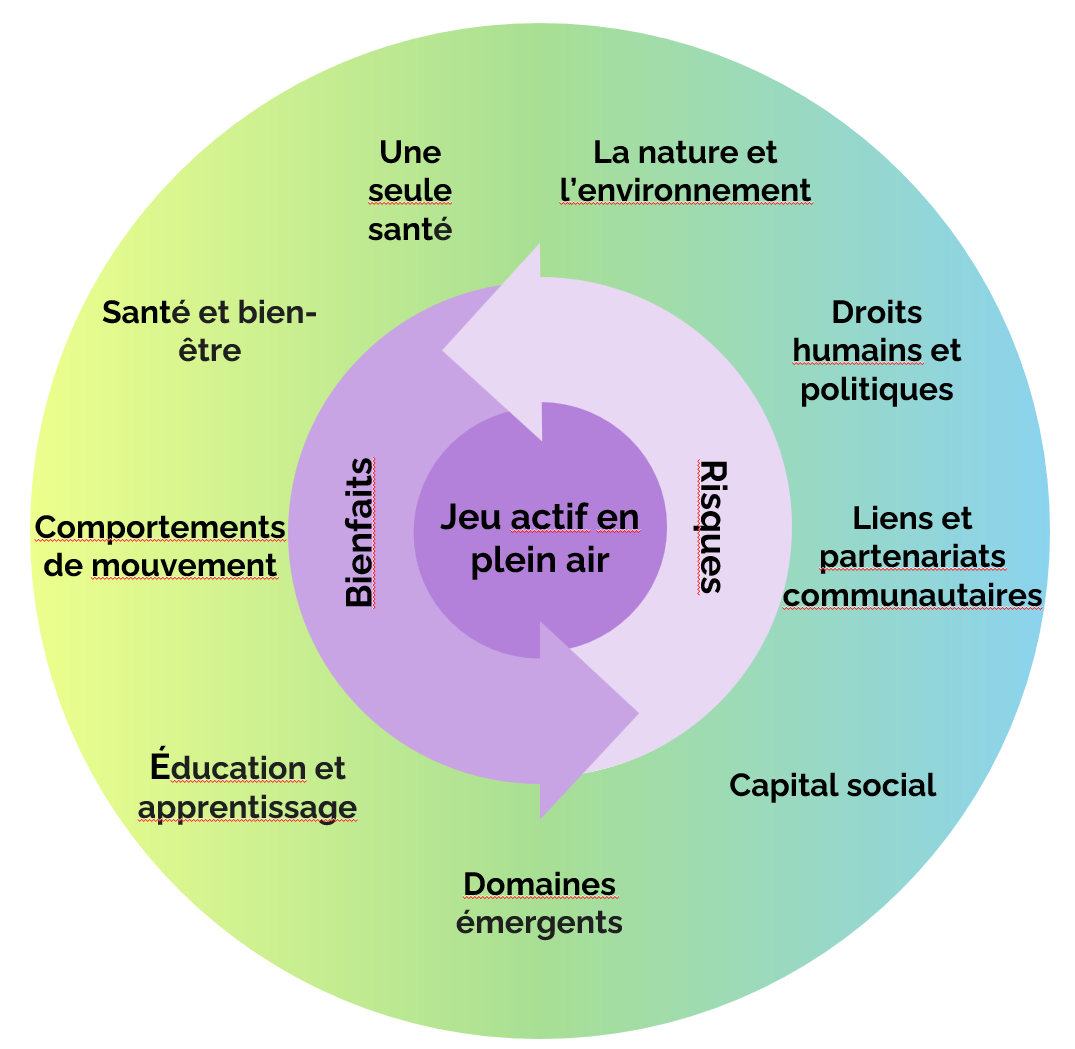 Une
seule
santé
La nature et
l’environnement
Santé et bien-
être
Droits
humains et
politiques
Comportements
de mouvement
Bienfaits
Jeu actif en
plein air
Risques
Liens et
partenariats
communautaires
Éducation et
apprentissage
Capital social
Domaines
émergents